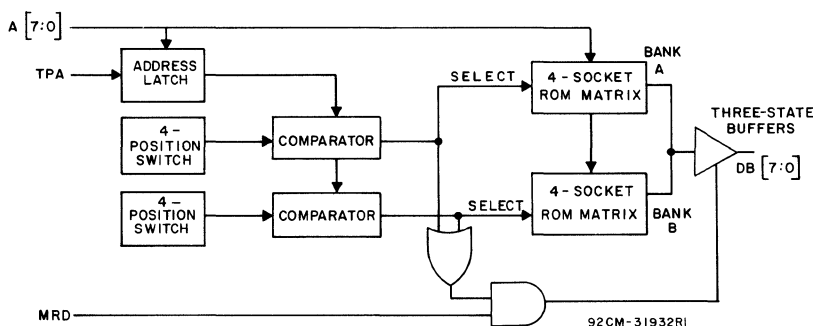 A [7:0]
TPA
ADDRESS
LATCH
4-
POSITION
SWITCH
COMPARATOR
4-
POSITION
SWITCH
COMPARATOR
SELECT
4-SOCKET
ROM MATRIX
BANK
A
SELECT
4-SOCKET
ROM MATRIX
BANK
B
THREE-STATE
BUFFERS
DB [7:0]
MRD
92CM-31932R1